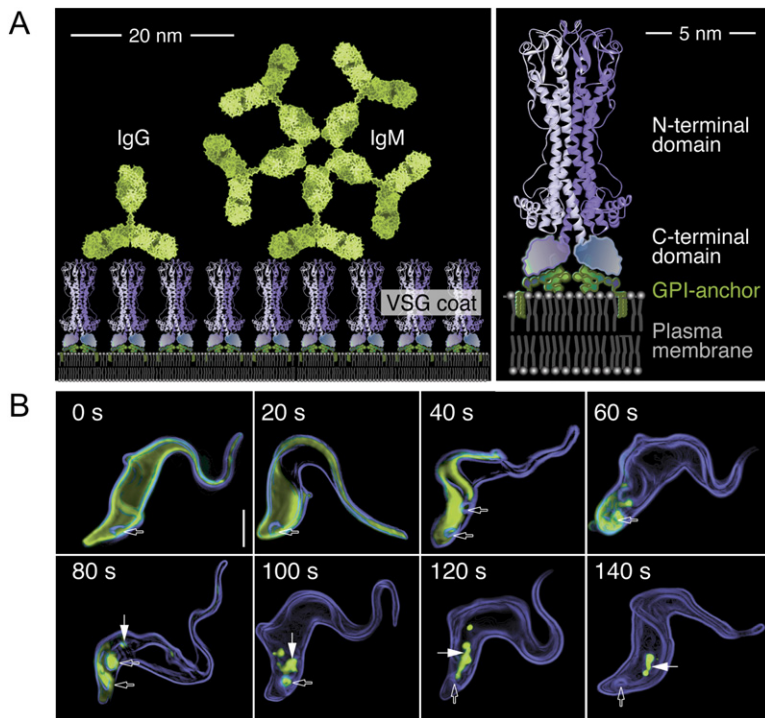 A
20 nm
IgG
IgM
VSG coat
5 nm
N-terminal
domain
C-terminal
domain
GPI-anchor
Plasma
membrane
B
0 s
20 s
40 s
60 s
80 s
100 s
120 s
140 s